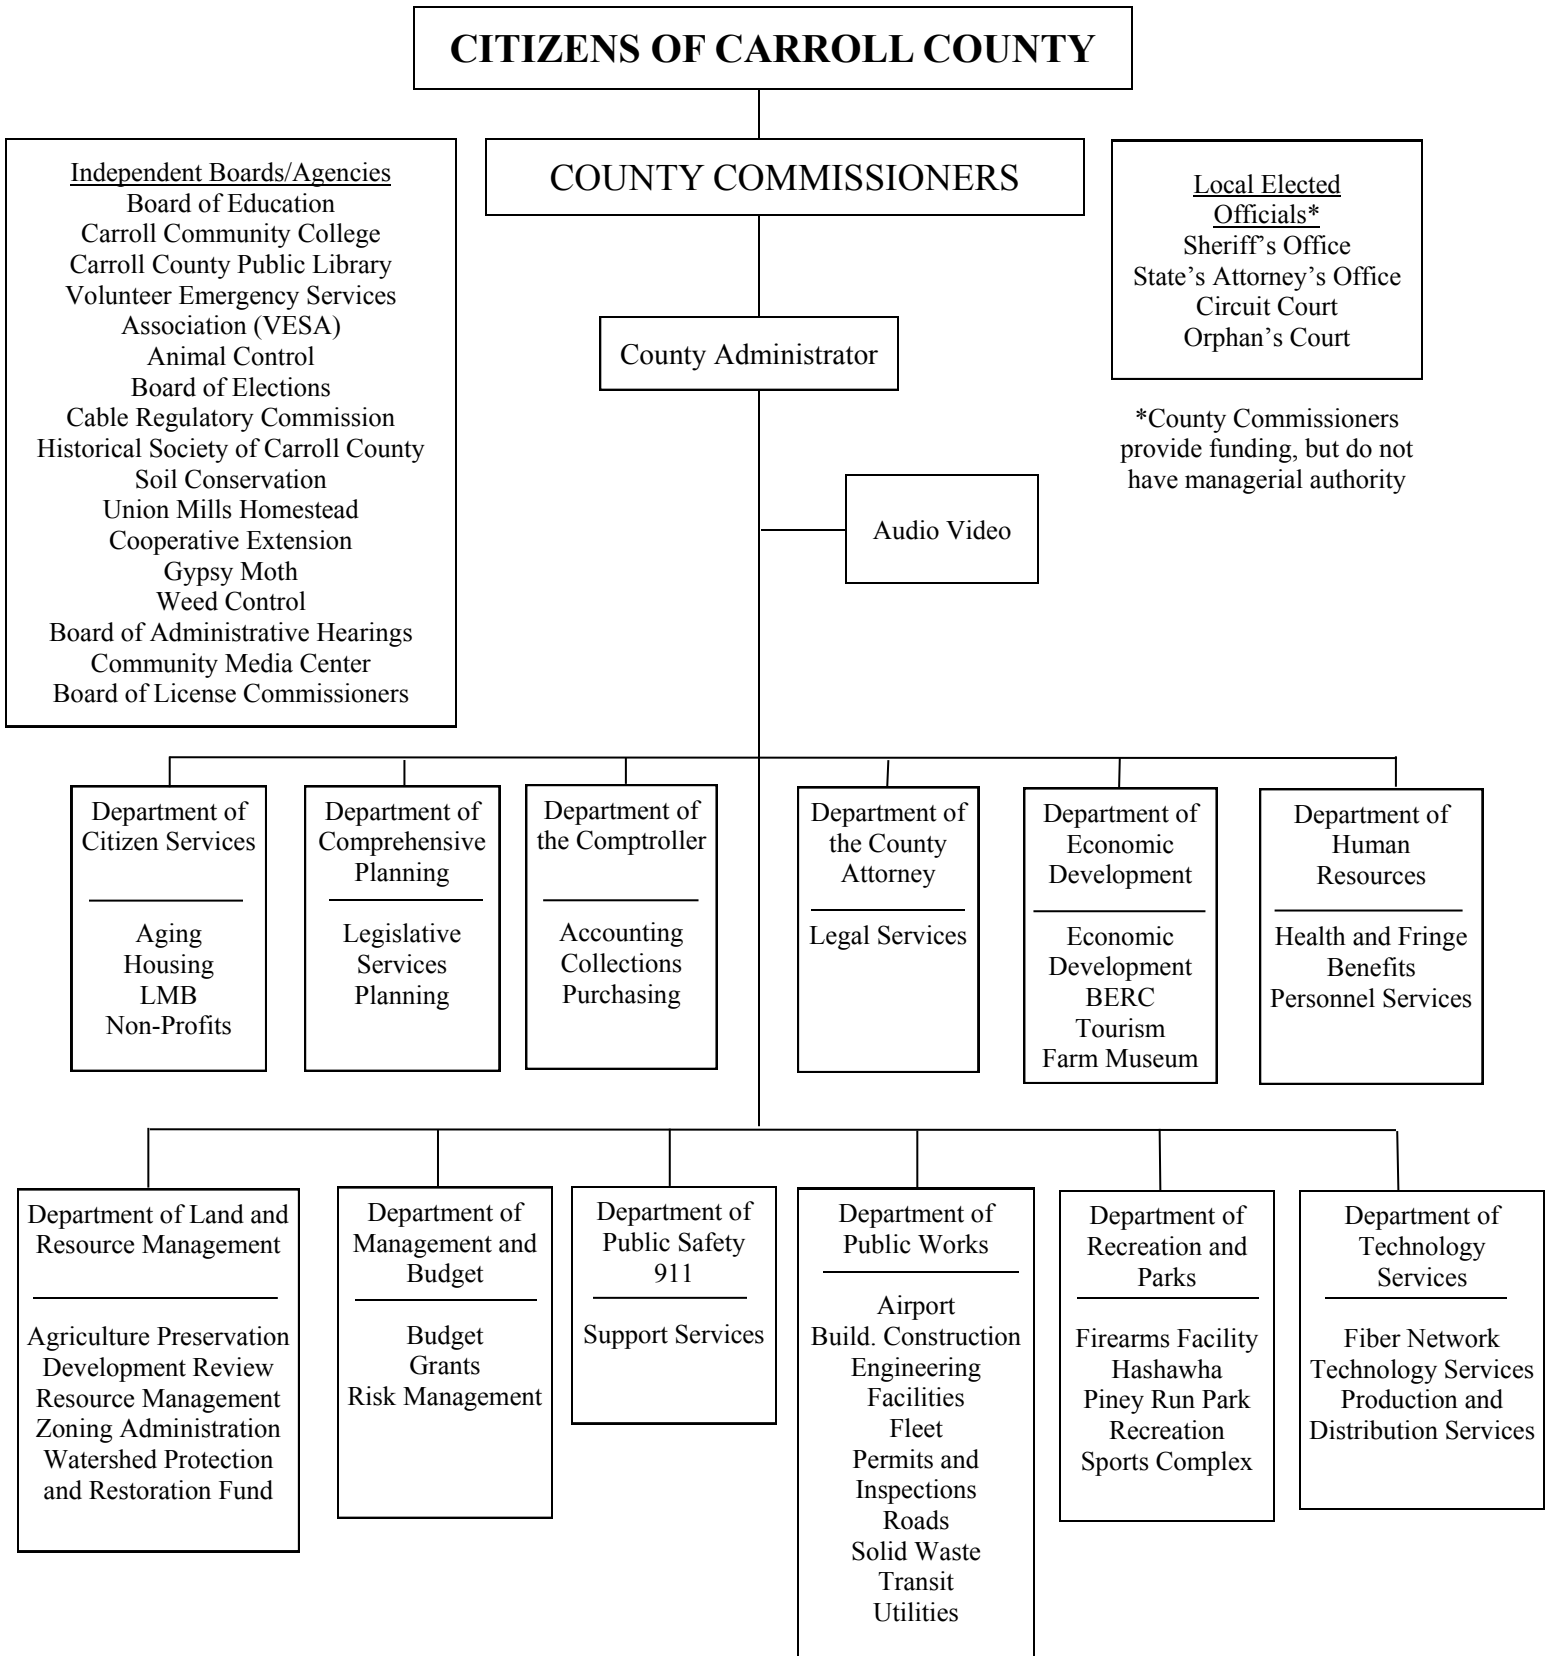 CITIZENS OF CARROLL COUNTY
COUNTY COMMISSIONERS
Independent Boards/Agencies
Board of Education
Carroll Community College
Carroll County Public Library
Volunteer Emergency Services
Association (VESA)
Animal Control
Board of Elections
Cable Regulatory Commission
Historical Society of Carroll County
Soil Conservation
Union Mills Homestead
Cooperative Extension
Gypsy Moth
Weed Control
Board of Administrative Hearings
Community Media Center
Board of License Commissioners
Local Elected
Officials*
Sheriff’s Office
State’s Attorney’s Office
Circuit Court
Orphan’s Court
*County Commissioners
provide funding, but do not
have managerial authority
County Administrator
Audio Video
Department of
Citizen Services
Aging
Housing
LMB
Non-Profits
Department of
Comprehensive
Planning
Legislative
Services
Planning
Department of
the Comptroller
Accounting
Collections
Purchasing
Department of
the County
Attorney
Legal Services
Department of
Economic
Development
Economic
Development
BERC
Tourism
Farm Museum
Department of
Human
Resources
Health and Fringe
Benefits
Personnel Services
Department of Land and
Resource Management
Agriculture Preservation
Development Review
Resource Management
Zoning Administration
Watershed Protection
and Restoration Fund
Department of
Management and
Budget
Budget
Grants
Risk Management
Department of
Public Safety
911
Support Services
Department of
Public Works
Airport
Build. Construction
Engineering
Facilities
Fleet
Permits and
Inspections
Roads
Solid Waste
Transit
Utilities
Department of
Recreation and
Parks
Firearms Facility
Hashawha
Piney Run Park
Recreation
Sports Complex
Department of
Technology
Services
Fiber Network
Technology Services
Production and
Distribution Services